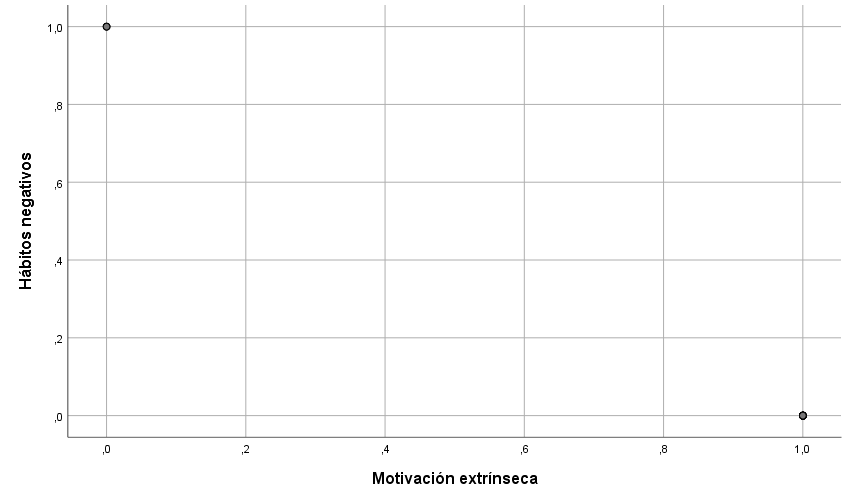 1,0
,8
,6
,4
,2
,0
Hábitos negativos
,0 ,2 ,4 ,6 ,8 1,0
Motivación extrínseca